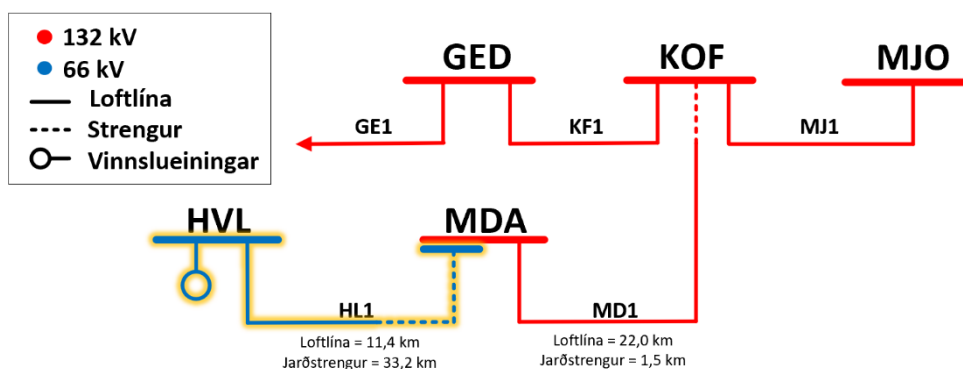 132 kV
66 kV
Loftlína
Strengur
Vinnslueiningar
GED
KOF
MJO
GE1
KF1
MJ1
HVL
MDA
HL1
MD1
Loftlína = 11,4 km
Jarðstrengur = 33,2 km
Loftlína = 22,0 km
Jarðstrengur = 1,5 km